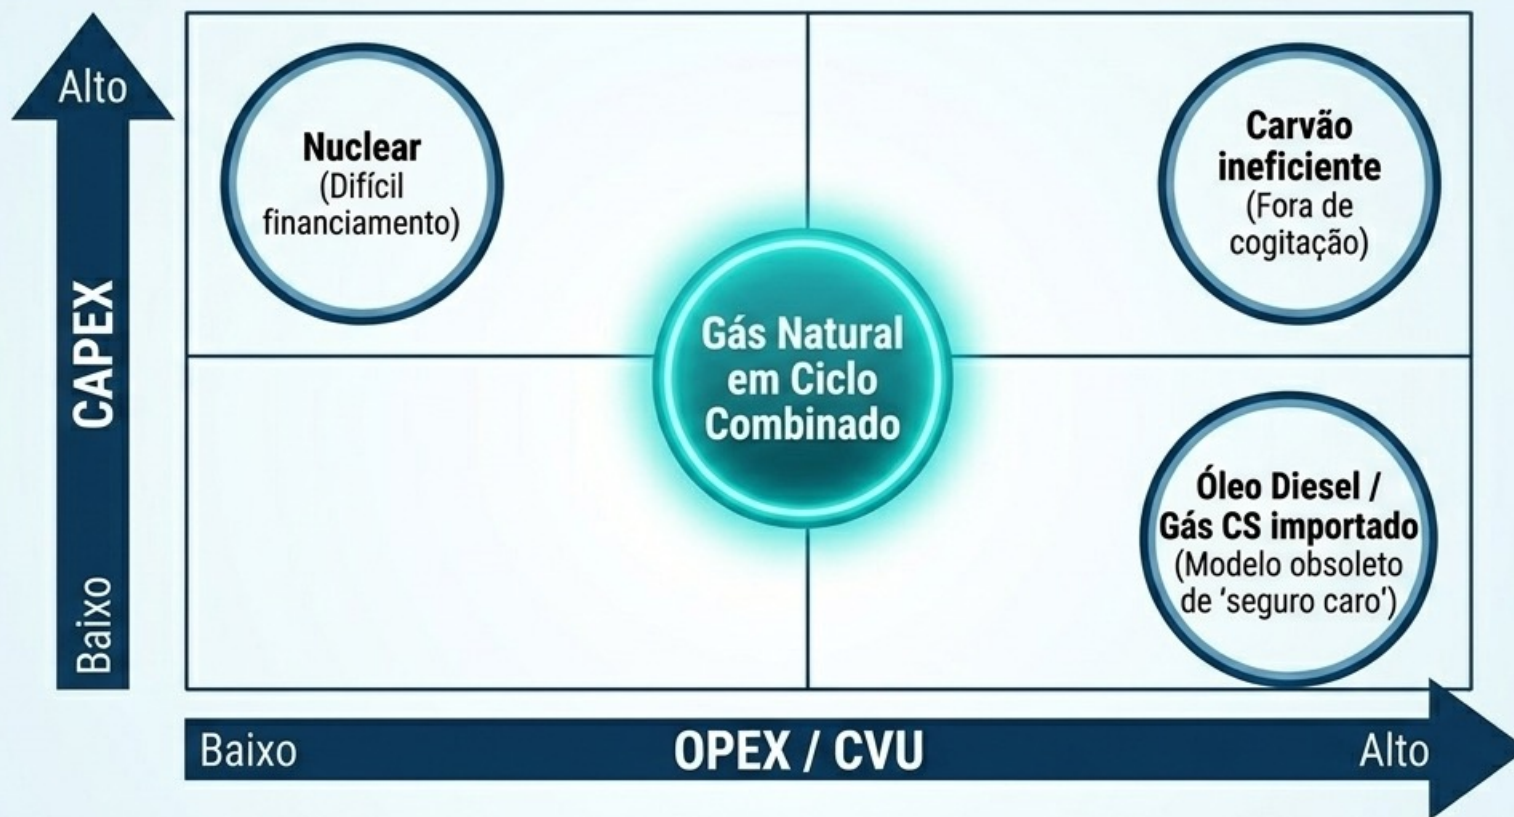 Alto
CAPEX
Baixo
Nuclear
(Difícil
financiamento)
Carvão
ineficiente
(Fora de
cogitação)
Gás Natural
em Ciclo
Combinado
Óleo Diesel /
Gás CS importado
(Modelo obsoleto
de ‘seguro caro’)
Baixo
OPEX / CVU
Alto